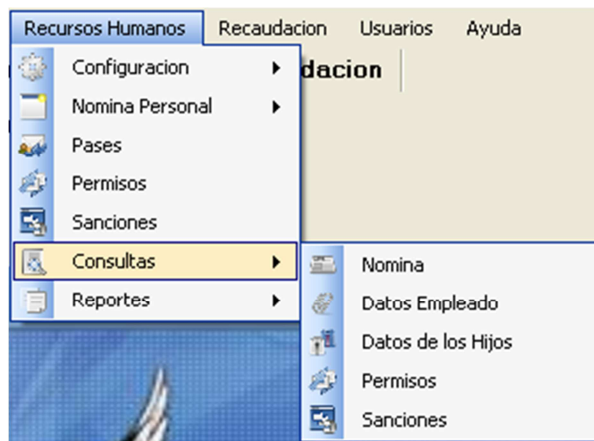 Recursos Humanos Recaudacion Usuarios Ayuda
Configuracion
dacion
Nomina Personal
Pases
Permisos
Sanciones
Consultas
Reportes
Nomina
Datos Empleado
Datos de los Hijos
Permisos
Sanciones